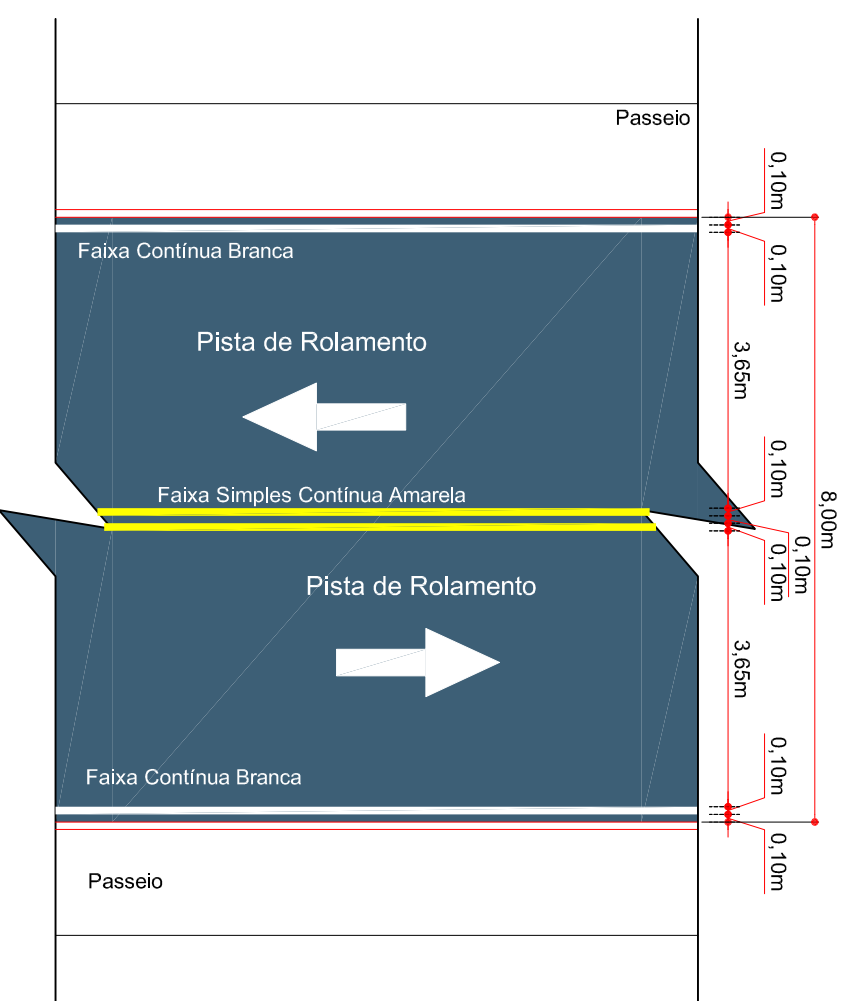 Passeio
0,10m
Faixa Contínua Branca
0,10m
Pista de Rolamento
3,65m
0,10m
Faixa Simples Contínua Amarela
8,00m
0,10m
0,10m
Pista de Rolamento
3,65m
Faixa Contínua Branca
0,10m
Passeio
0,10m